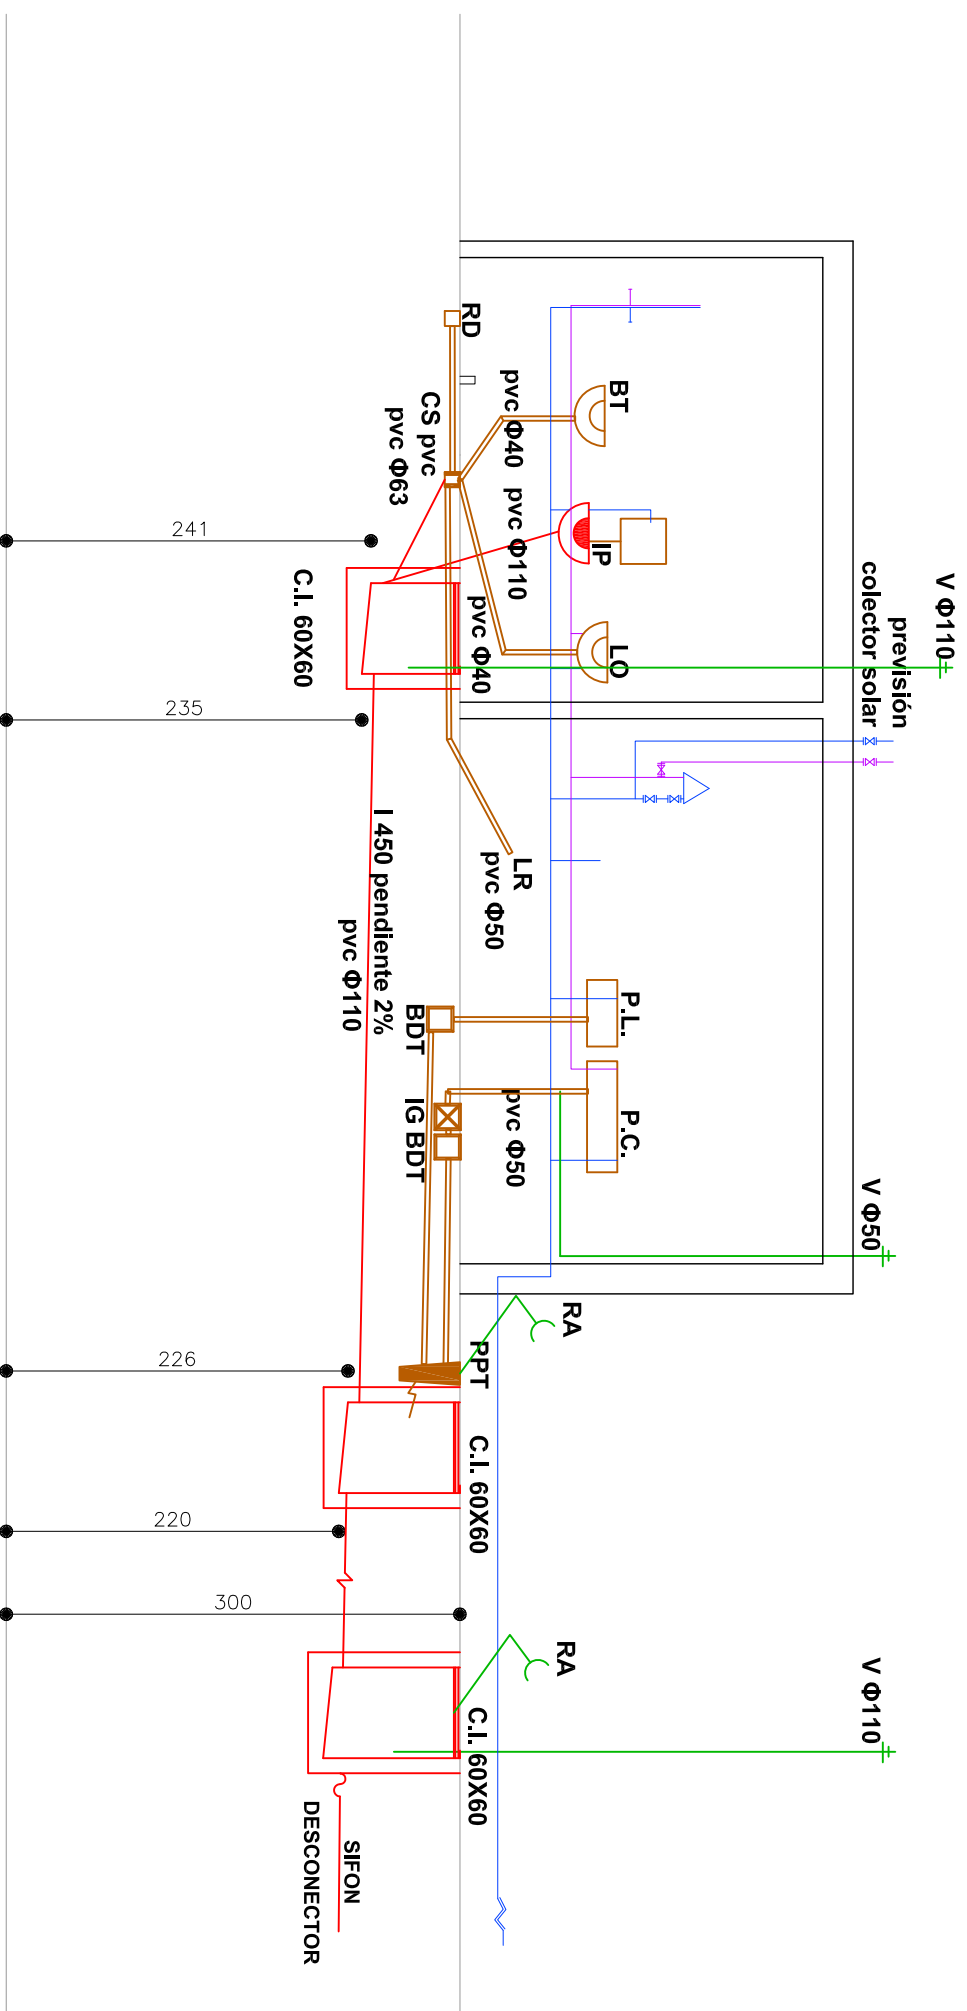 V Φ110
previsión
colector solar
V Φ50
V Φ110
BT
IP
LO
P.L.
P.C.
RA
RA
RD
pvc Φ40
pvc Φ110
pvc Φ40
CS pvc
pvc Φ63
LR
pvc Φ50
pvc Φ50
BDT
IG BDT
PPT
C.I. 60X60
C.I. 60X60
C.I. 60X60
l 450 pendiente 2%
pvc Φ110
SIFON
DESCONECTOR
241
235
226
220
300